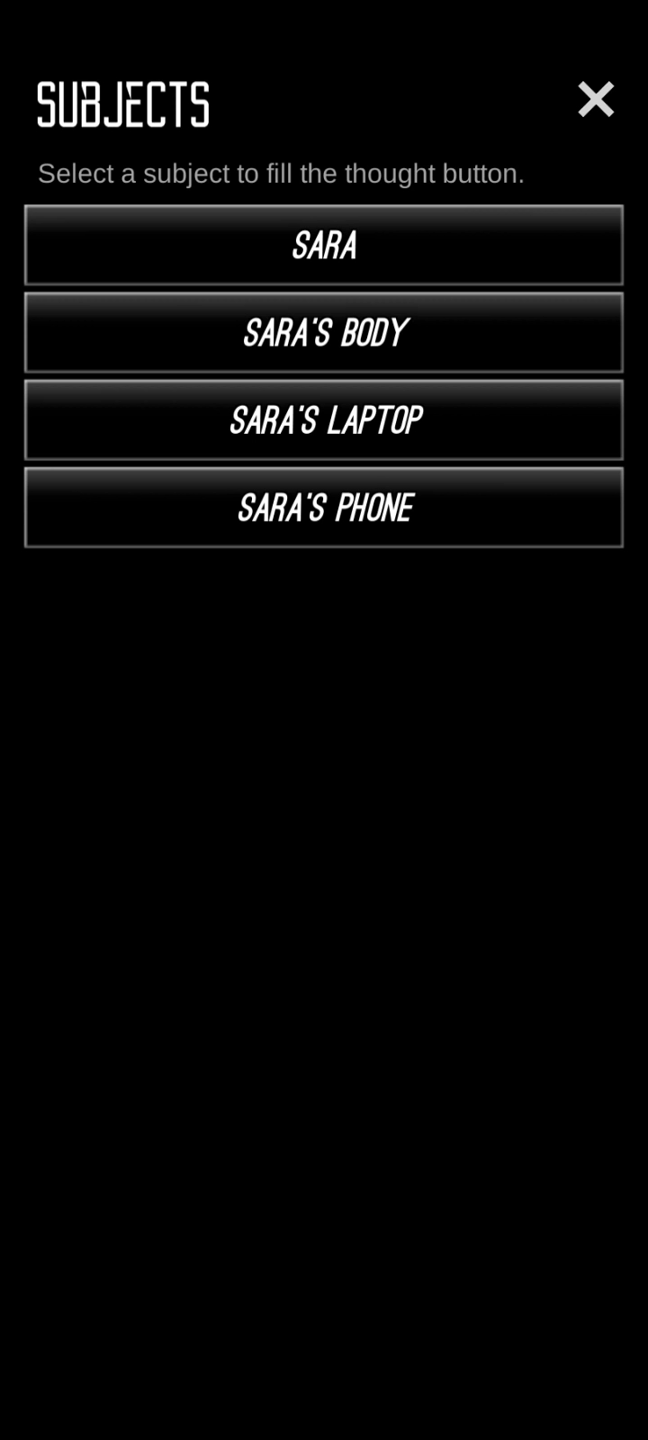 SUBJECTS
Select a subject to fill the thought button.
SARA
SARA'S BODY
SARA'S LAPTOP
SARA'S PHONE